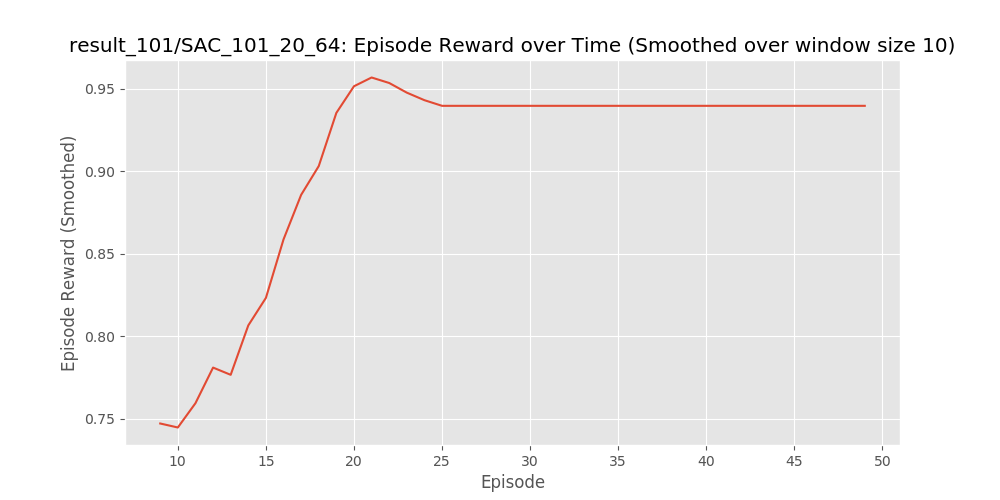 result_101/SAC_101_20_64: Episode Reward over Time (Smoothed over window size 10)
Episode Reward (Smoothed)
0.95
0.90
0.85
0.80
0.75
10 15 20 25 30 35 40 45 50
Episode